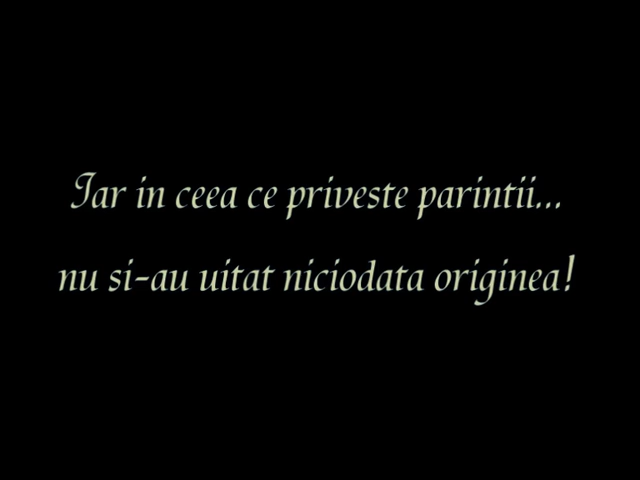 Iar in ceea ce priveste parintii...
nu si-au uitat niciodata originea!